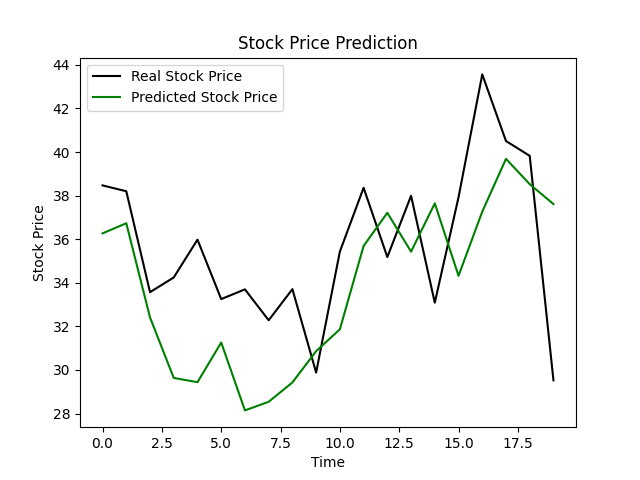 Stock Price Prediction
Real Stock Price
Predicted Stock Price
Stock Price
44
42
40
38
36
34
32
30
28
0.0 2.5 5.0 7.5 10.0 12.5 15.0 17.5
Time